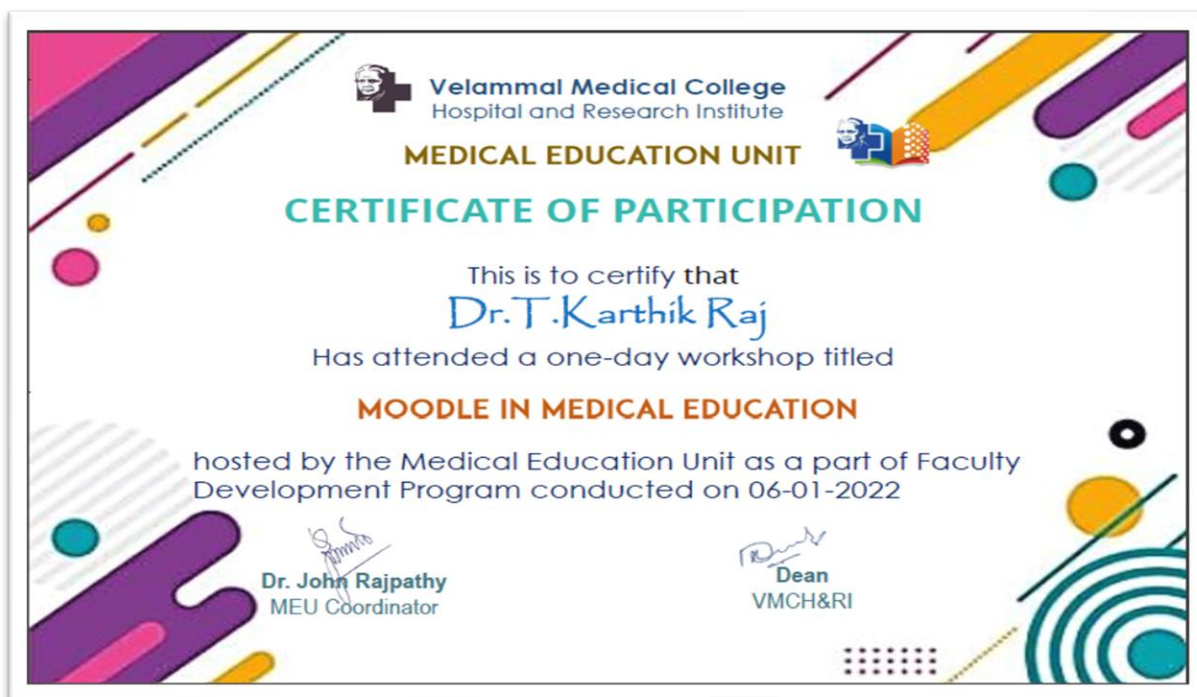 Velammal Medical College
Hospital and Research Institute
MEDICAL EDUCATION UNIT
CERTIFICATE OF PARTICIPATION
This is to certify that
Dr.T.Karthik Raj
Has attended a one-day workshop titled
MOODLE IN MEDICAL EDUCATION
hosted by the Medical Education Unit as a part of Faculty
Development Program conducted on 06-01-2022
Dr. John Rajpathy
MEU Coordinator
Dean
VMCH&RI